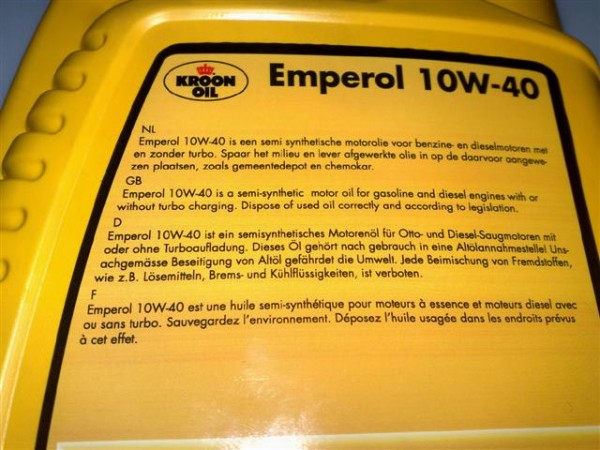 KROON
OIL
Emperol 10W-40
NL
Emperol 10W-40 is een semi synthetische motorolie voor benzine- en dieselmotoren met
en zonder turbo. Spaar het milieu en lever afgewerkte olie in op de daarvoor aangewe-
zen plaatsen, zoals gemeentedepot en chemokar.
GB
Emperol 10W-40 is a semi-synthetic motor oil for gasoline and diesel engines with or
without turbo charging. Dispose of used oil correctly and according to legislation.
D
Emperol 10W-40 ist ein semisynthetisches Motorenöl für Otto- und Diesel-Saugmotoren mit
oder ohne Turboaufladung. Dieses Öl gehört nach gebrauch in eine Altölannahmestelle! Uns-
achgemässe Beseitigung von Altöl gefährdet die Umwelt. Jede Beimischung von Fremdstoffen,
wie z.B. Lösemitteln, Brems- und Kühlflüssigkeiten, ist verboten.
F
Emperol 10W-40 est une huile semi-synthétique pour moteurs à essence et moteurs diesel avec
ou sans turbo. Sauvegardez l'environnement. Déposez l'huile usagée dans les endroits prévus
à cet effet.